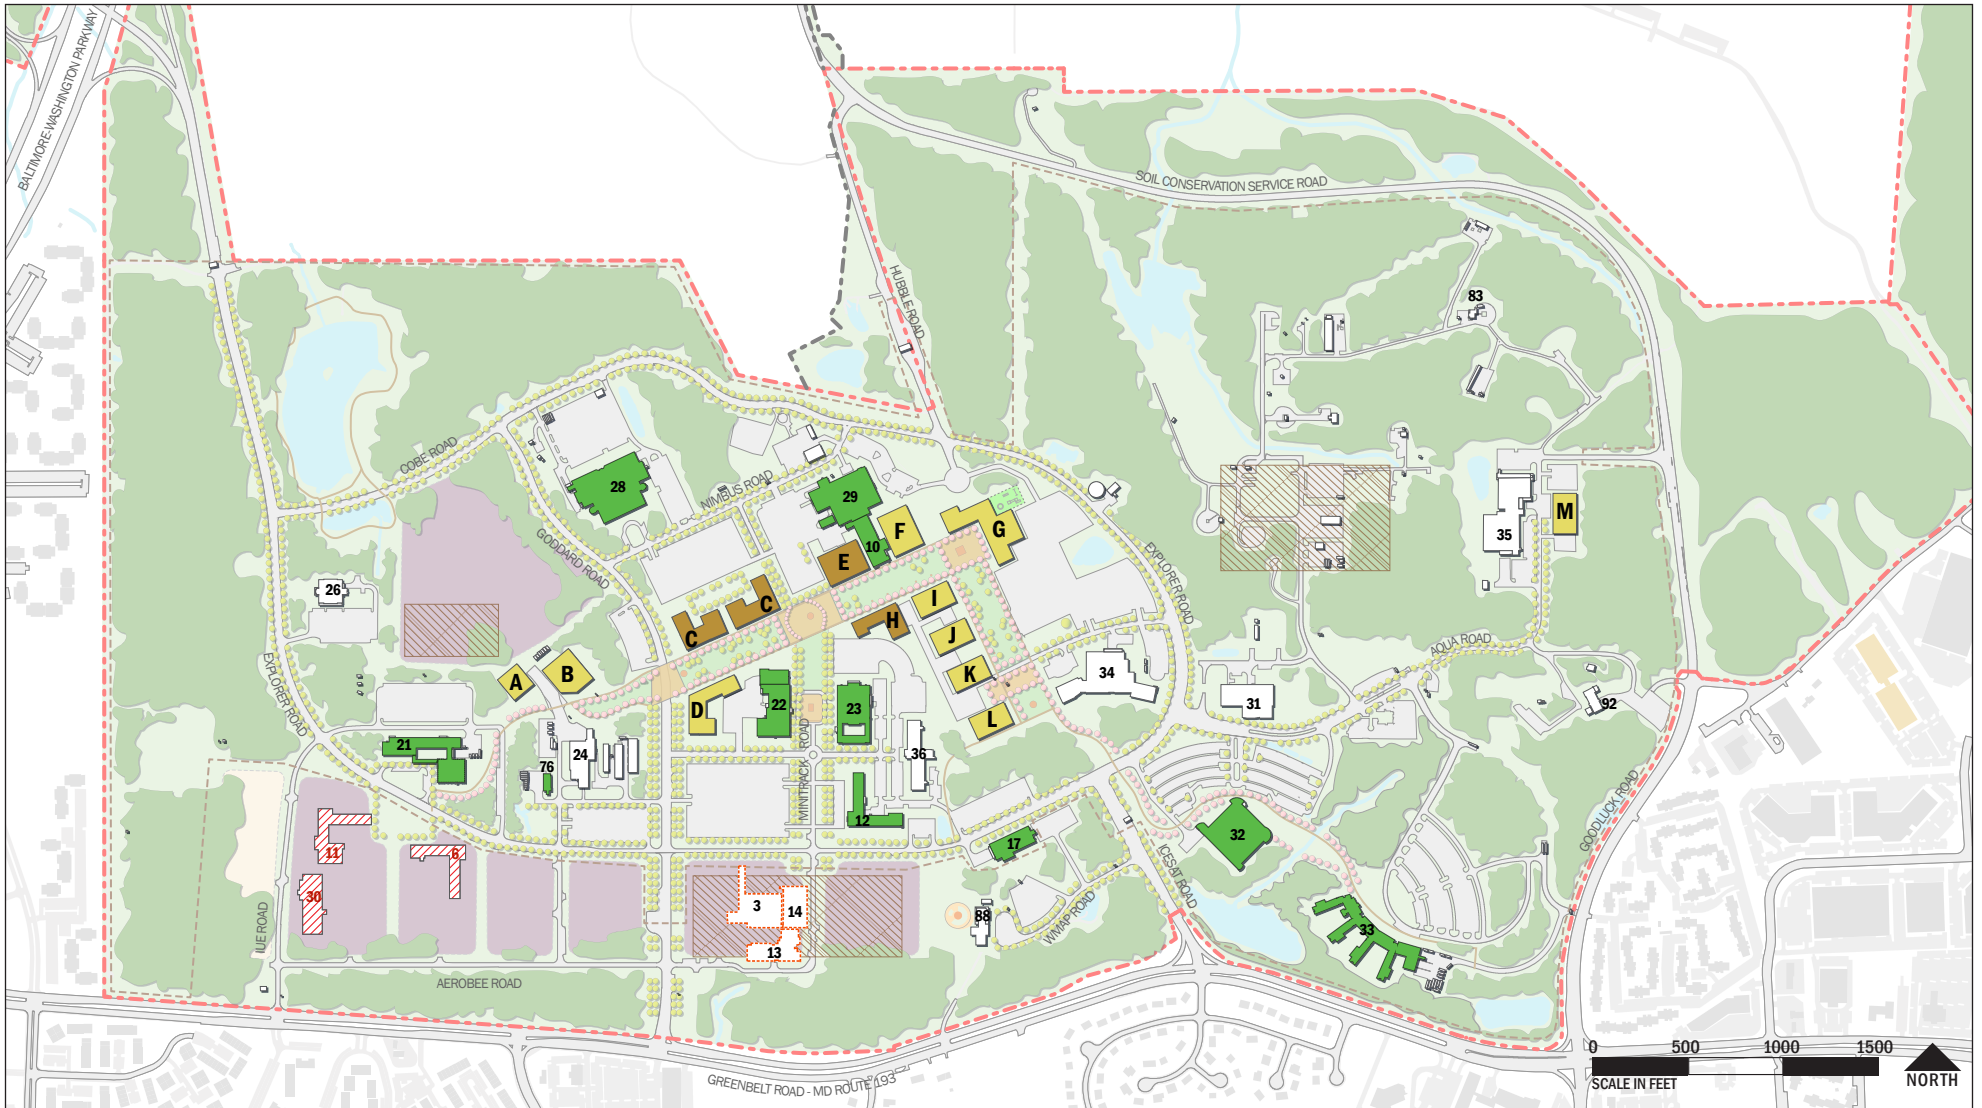 BALTIMORE-WASHINGTON PARKWAY
SOIL CONSERVATION SERVICE ROAD
HUBBLE ROAD
83
COBE ROAD
28
NIMBUS ROAD
29
10
F
G
E
M
35
GODDARD ROAD
EXPLORER ROAD
26
C
C
H
I
J
K
L
34
AQUA ROAD
EXPLORER ROAD
A
B
D
22
23
31
92
21
24
76
36
MINITRACK ROAD
12
17
32
GOODLUCK ROAD
11
6
30
3
14
13
88
WMAP ROAD
ICESAT ROAD
33
IUE ROAD
AEROBEE ROAD
GREENBELT ROAD - MD ROUTE 193
0 500 1000 1500
SCALE IN FEET
NORTH